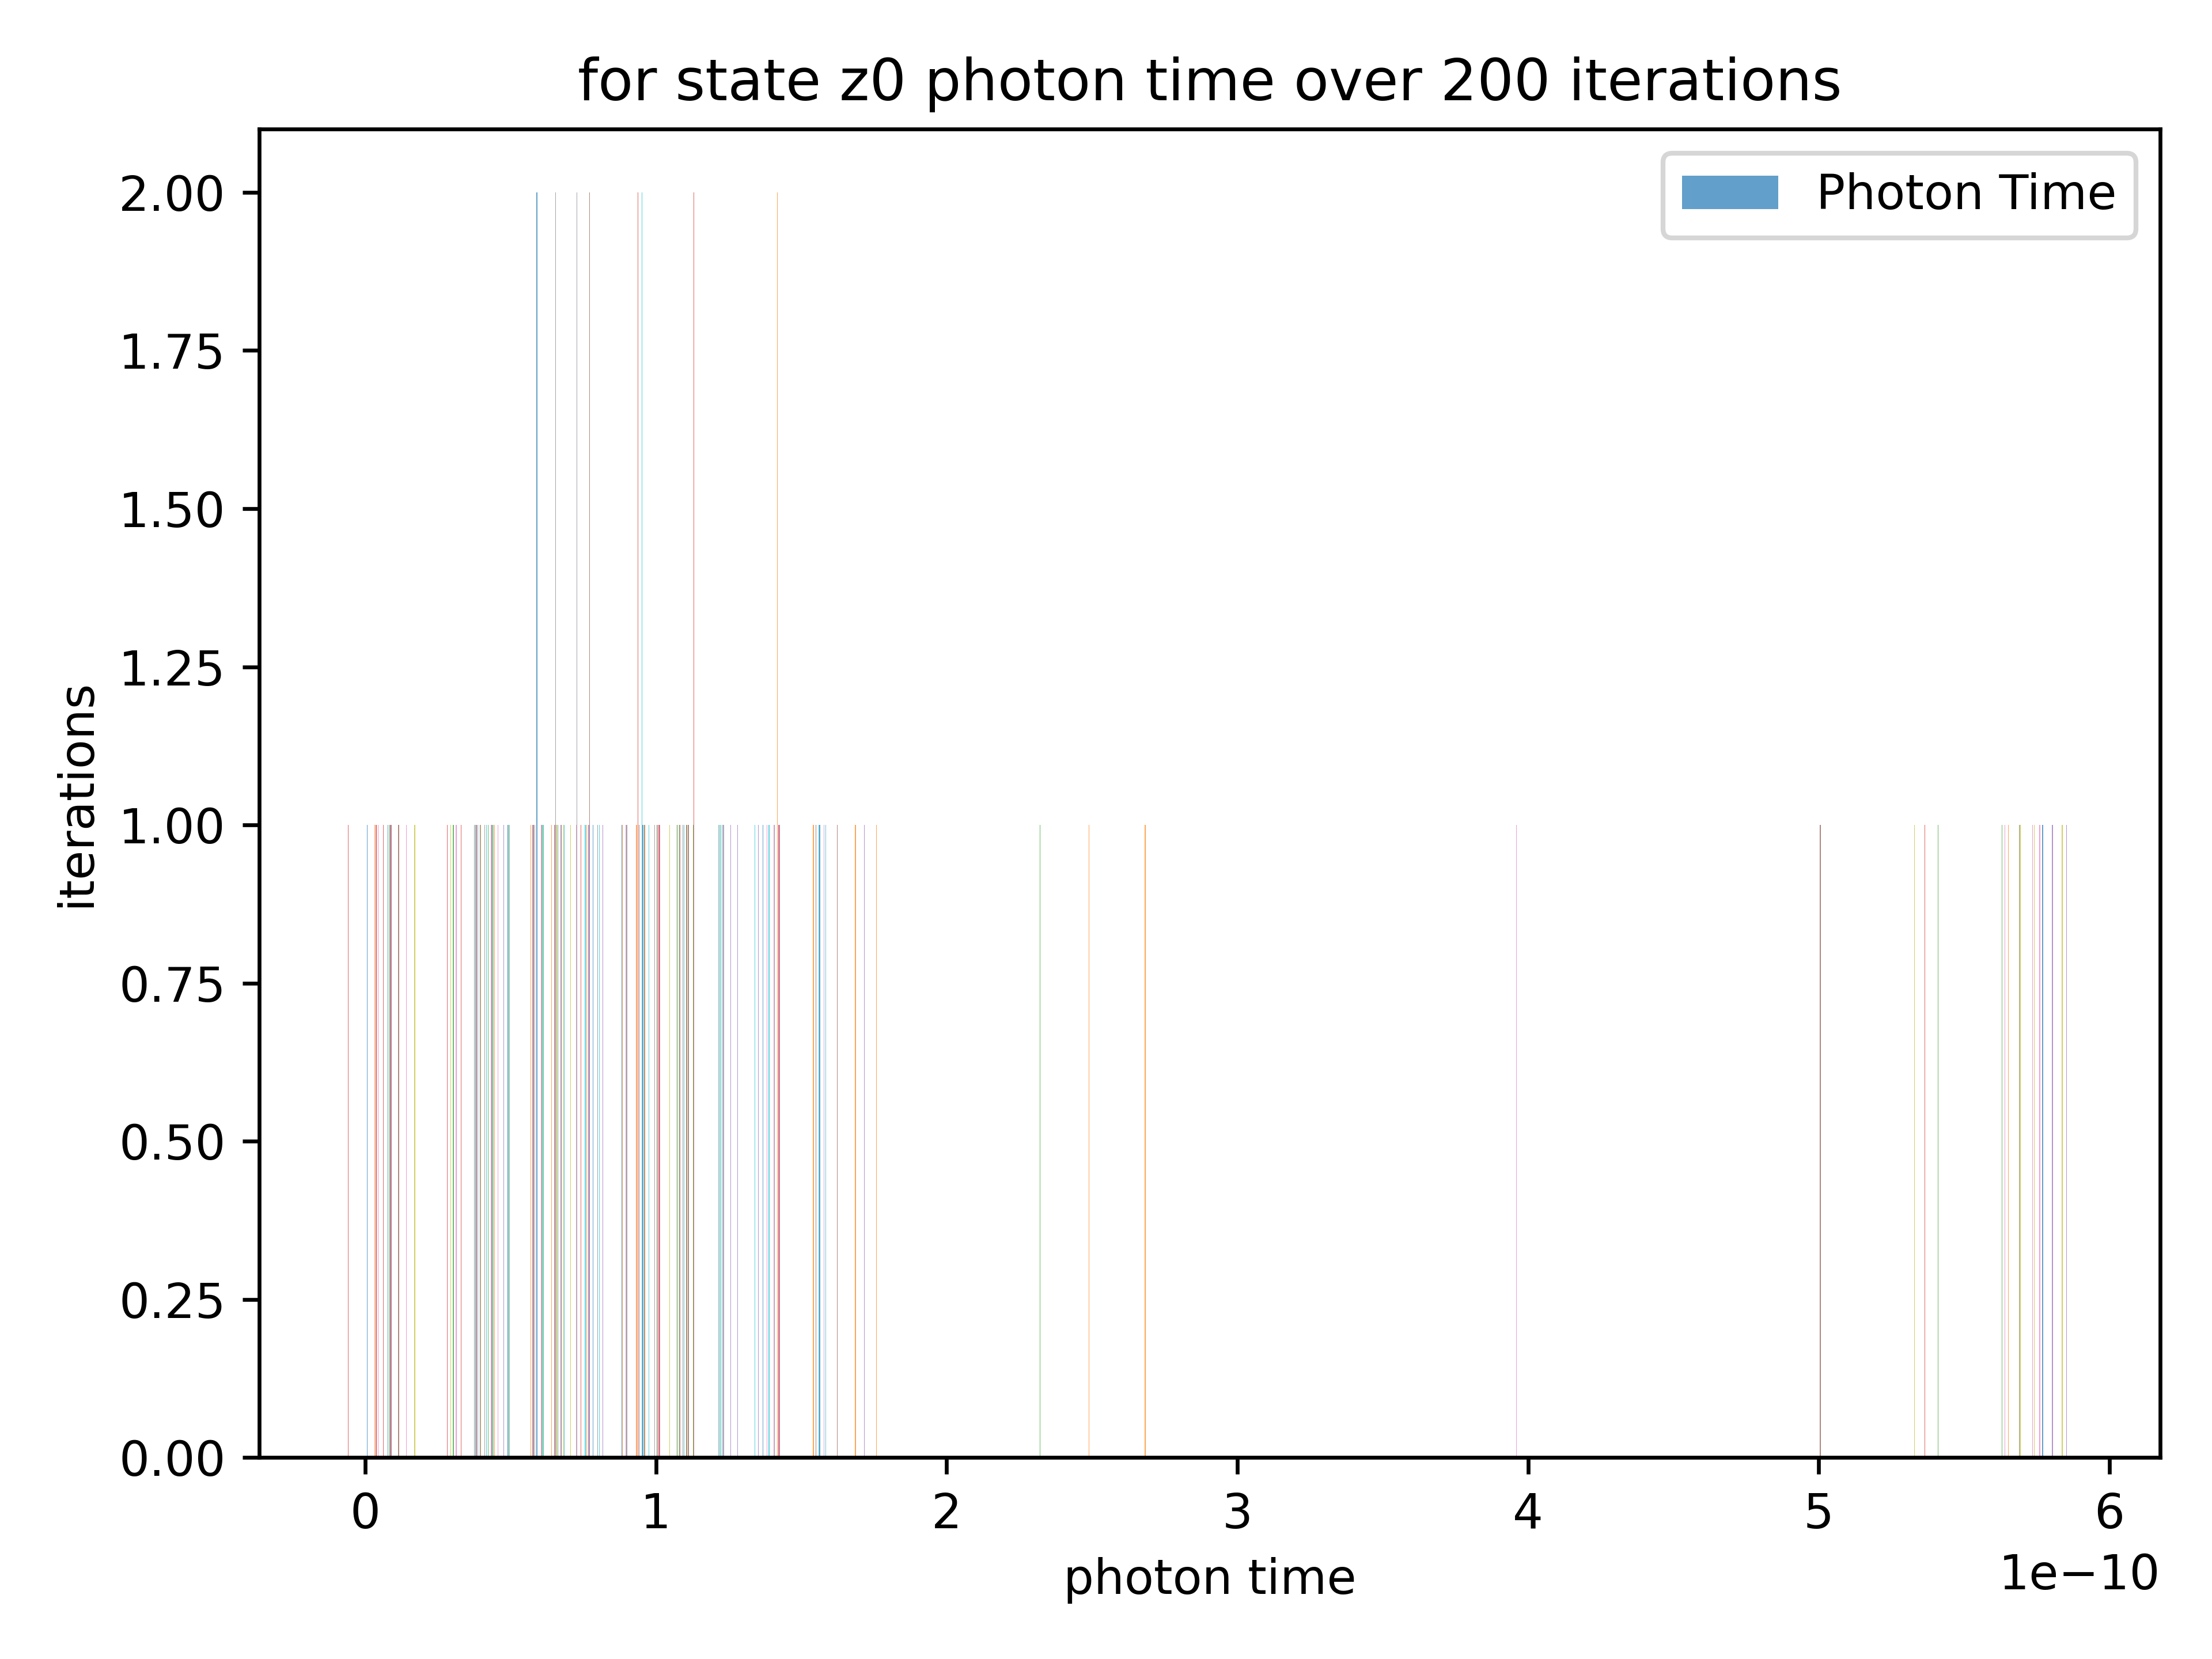 for state z0 photon time over 200 iterations
Photon Time
2.00
1.75
1.50
1.25
1.00
0.75
0.50
0.25
0.00
iterations
0 1 2 3 4 5 6
1e−10
photon time